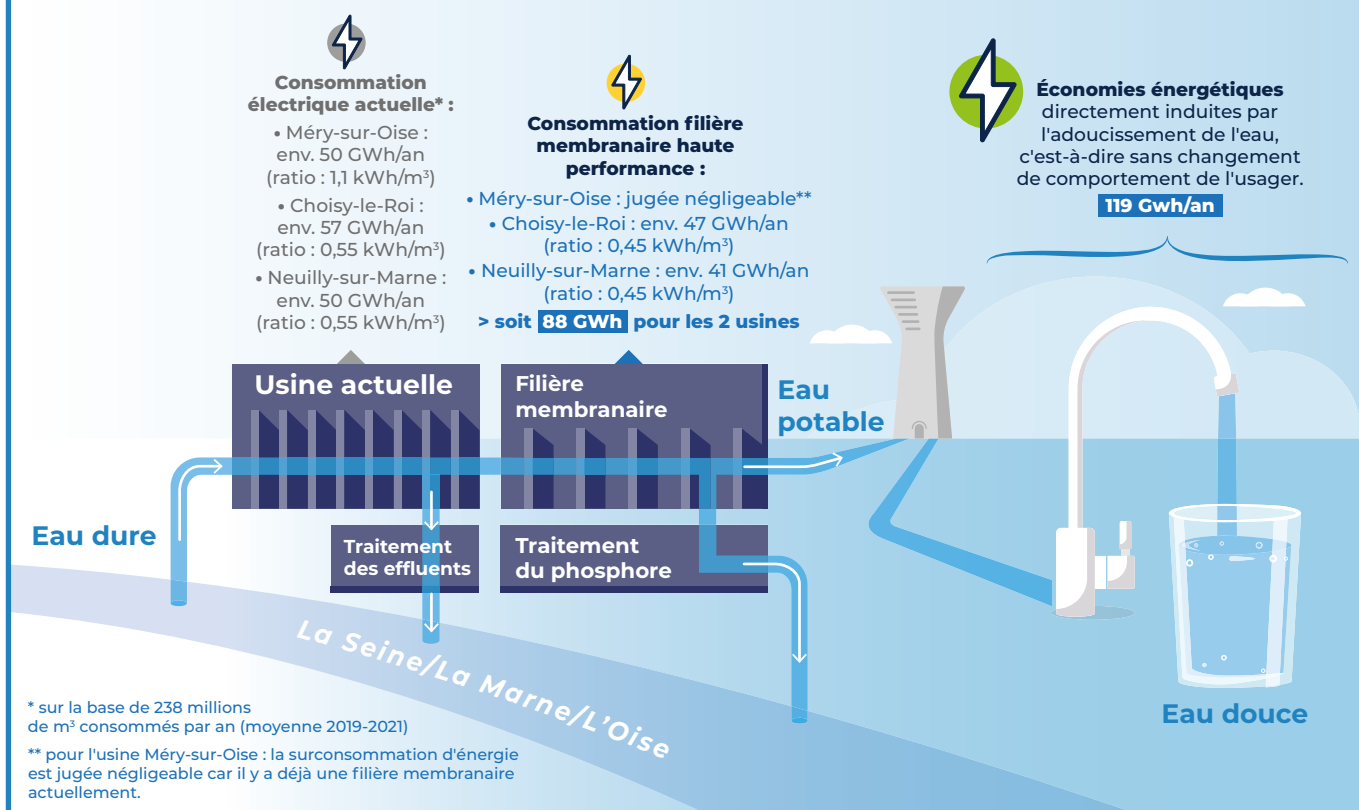 Consommation
électrique actuelle* :
• Méry-sur-Oise :
env. 50 GWh/an
(ratio : 1,1 kWh/m³)
• Choisy-le-Roi :
env. 57 GWh/an
(ratio : 0,55 kWh/m³)
• Neuilly-sur-Marne :
env. 50 GWh/an
(ratio : 0,55 kWh/m³)
Consommation filière
membranaire haute
performance :
• Méry-sur-Oise : jugée négligeable**
• Choisy-le-Roi : env. 47 GWh/an
(ratio : 0,45 kWh/m³)
• Neuilly-sur-Marne : env. 41 GWh/an
(ratio : 0,45 kWh/m³)
> soit 88 GWh pour les 2 usines
Économies énergétiques
directement induites par
l'adoucissement de l'eau,
c'est-à-dire sans changement
de comportement de l'usager.
119 Gwh/an
Usine actuelle
Filière
membranaire
Eau
potable
Eau dure
Traitement
des effluents
Traitement
du phosphore
La Seine/La Marne/L'Oise
Eau douce
* sur la base de 238 millions
de m³ consommés par an (moyenne 2019-2021)
** pour l'usine Méry-sur-Oise : la surconsommation d'énergie
est jugée négligeable car il y a déjà une filière membranaire
actuellement.